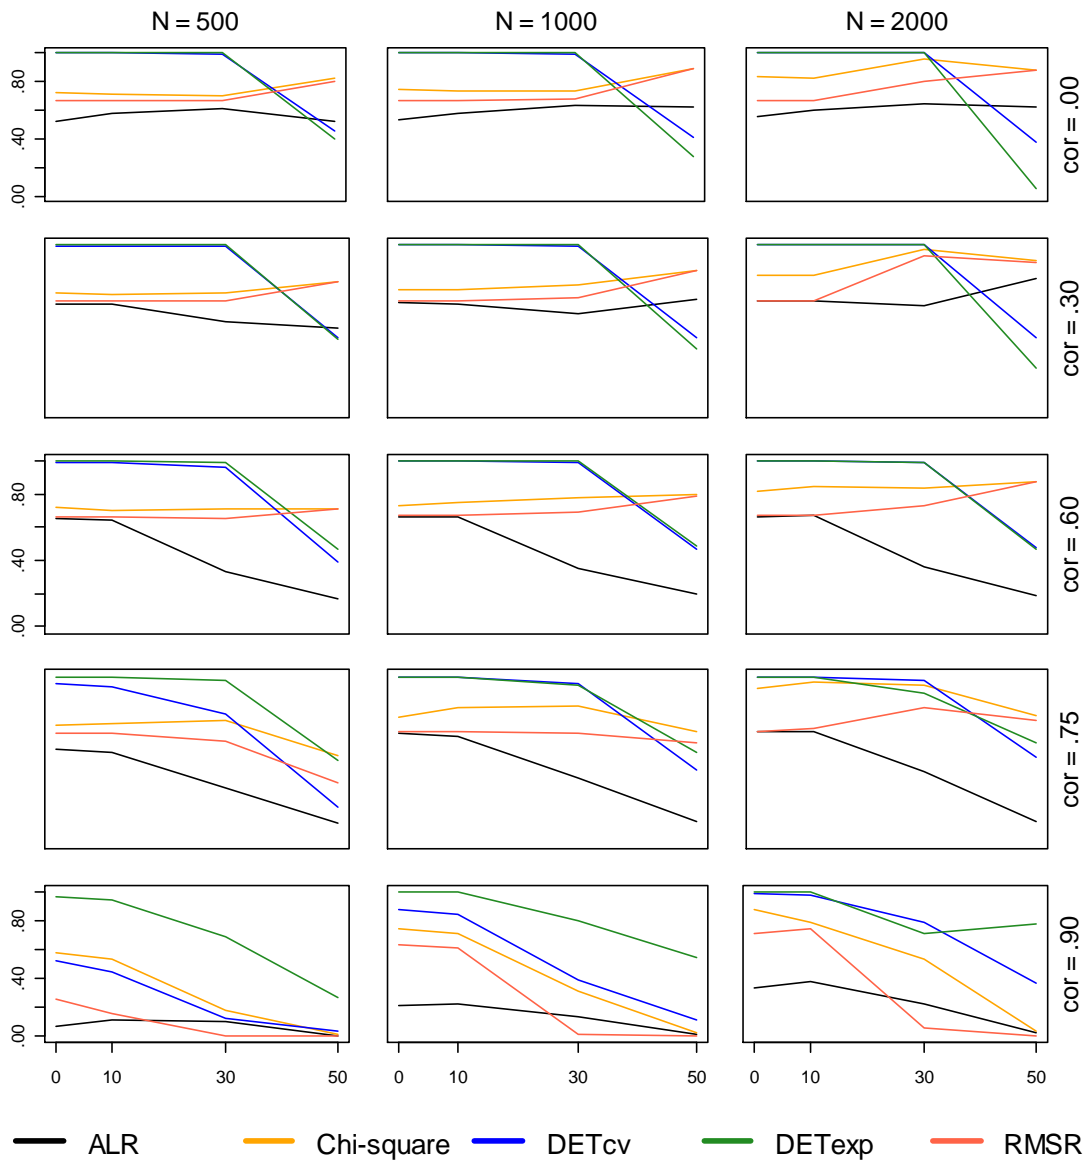 N = 500 N = 1000 N = 2000
.80
.40
.00
cor = .00
cor = .30
.80
.40
.00
cor = .60
cor = .75
.80
.40
.00
cor = .90
0 10 30 50 0 10 30 50 0 10 30 50
ALR Chi-square DETcv DETexp RMSR